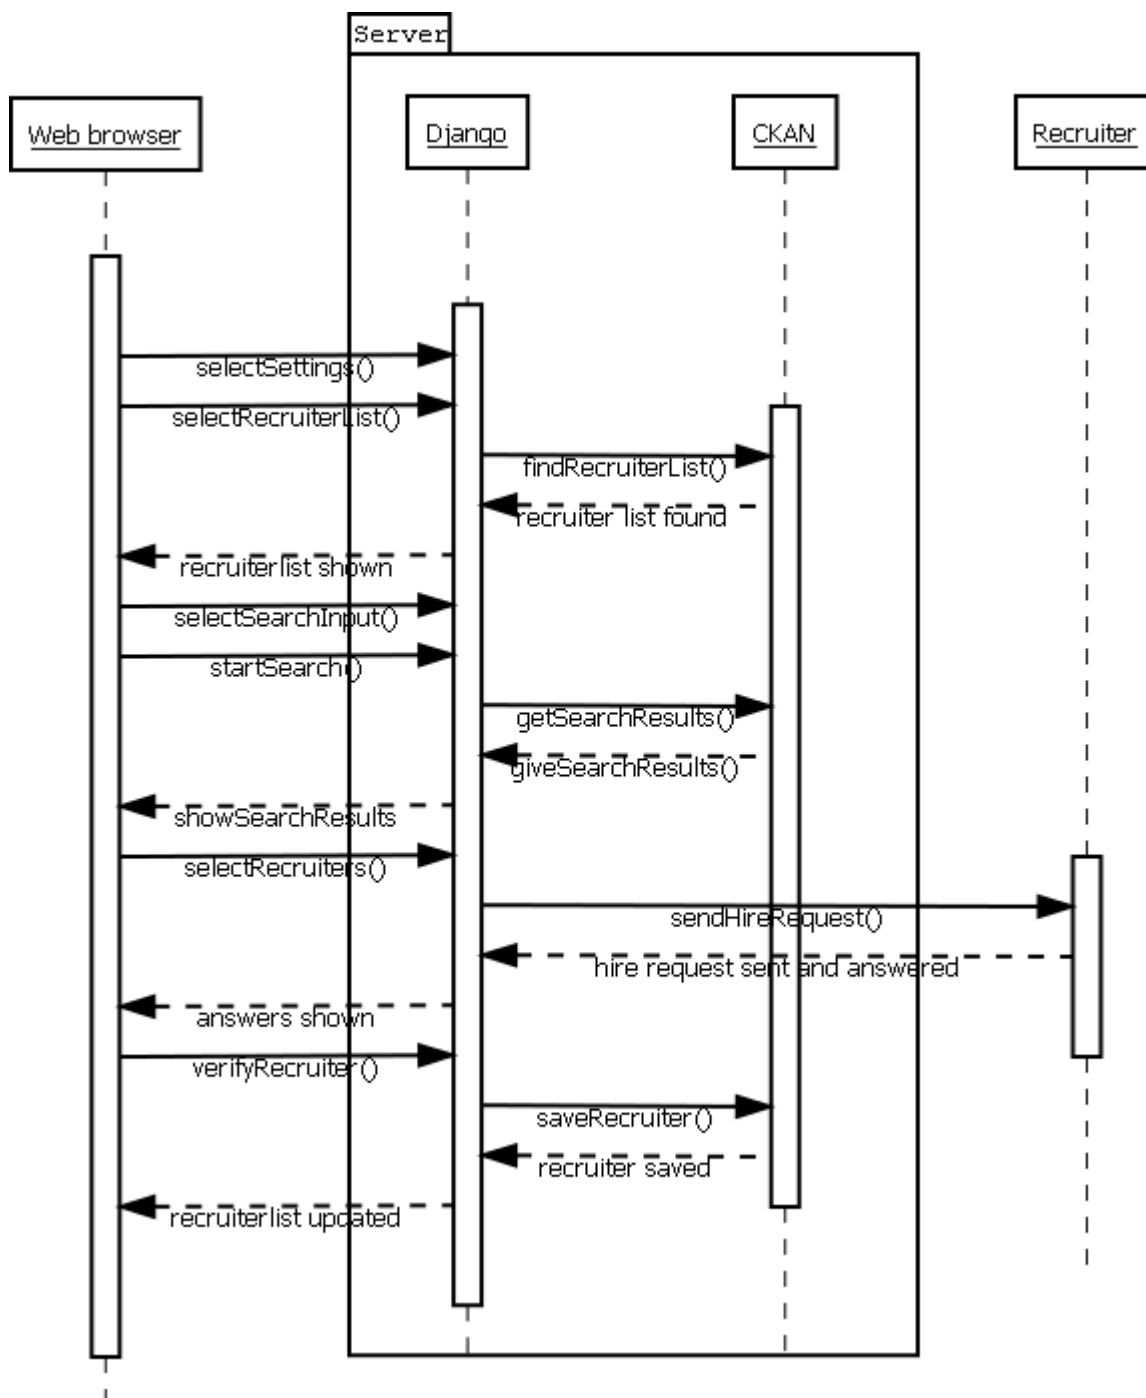 Server
Web browser
Django
CKAN
Recruiter
selectSettings()
selectRecruiterList()
findRecruiterList()
recruiter list found
recruiterlist shown
selectSearchInput()
startSearch()
getSearchResults()
giveSearchResults()
showSearchResults
selectRecruiters()
sendHireRequest()
hire request sent and answered
answers shown
verifyRecruiter()
saveRecruiter()
recruiter saved
recruiterlist updated